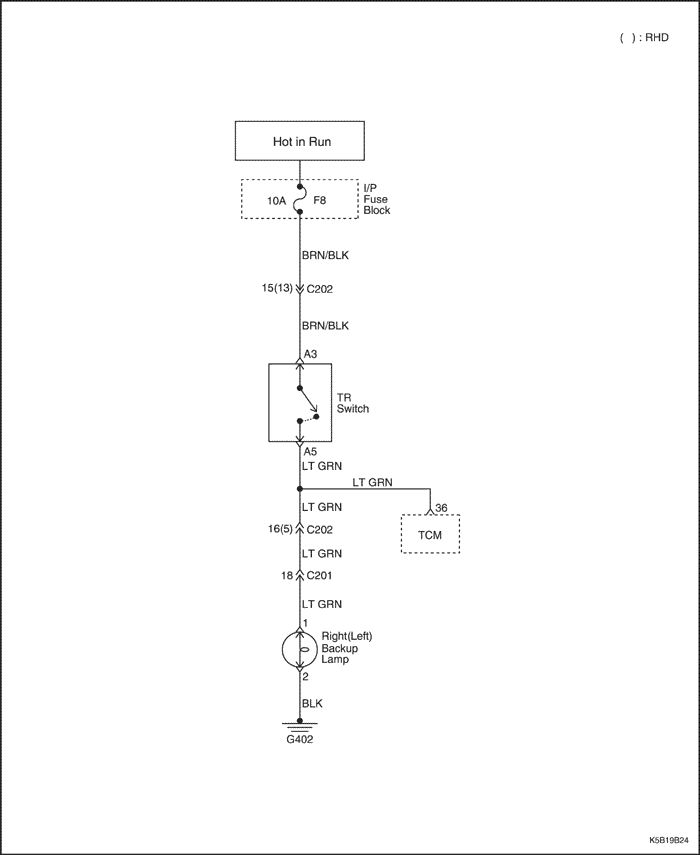 ( ) : RHD
Hot in Run
10A F8
I/P
Fuse
Block
BRN/BLK
15(13) C202
BRN/BLK
A3
TR
Switch
A5
LT GRN
LT GRN
LT GRN
36
16(5) C202
TCM
LT GRN
18 C201
LT GRN
1
Right(Left)
Backup
Lamp
2
BLK
G402
K5B19B24